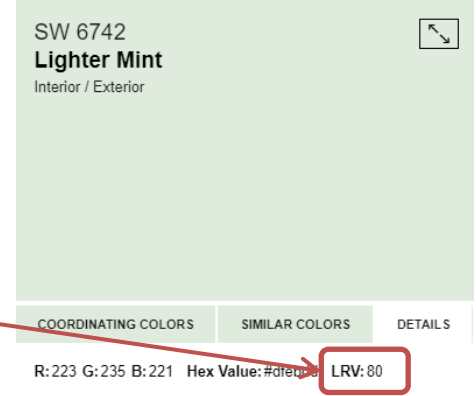 SW 6742
Lighter Mint
Interior / Exterior
COORDINATING COLORS SIMILAR COLORS DETAILS
R:223 G:235 B:221 Hex Value: LRV:80